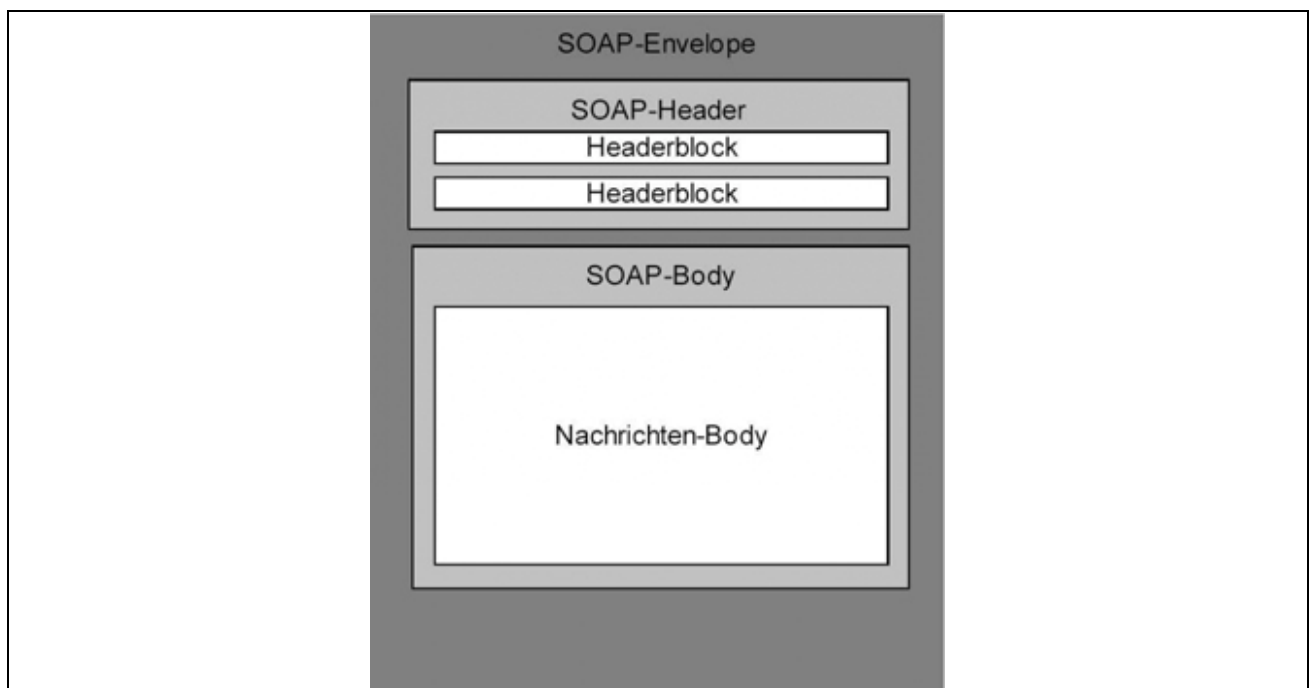 SOAP-Envelope
SOAP-Header
Headerblock
Headerblock
SOAP-Body
Nachrichten-Body